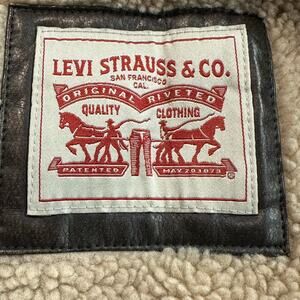 LEVI STRAUSS & CO.
SAN FRANCISCO
CAL.
ORIGINAL RIVETED
QUALITY CLOTHING
PATENTED MAY 20 1873 ®